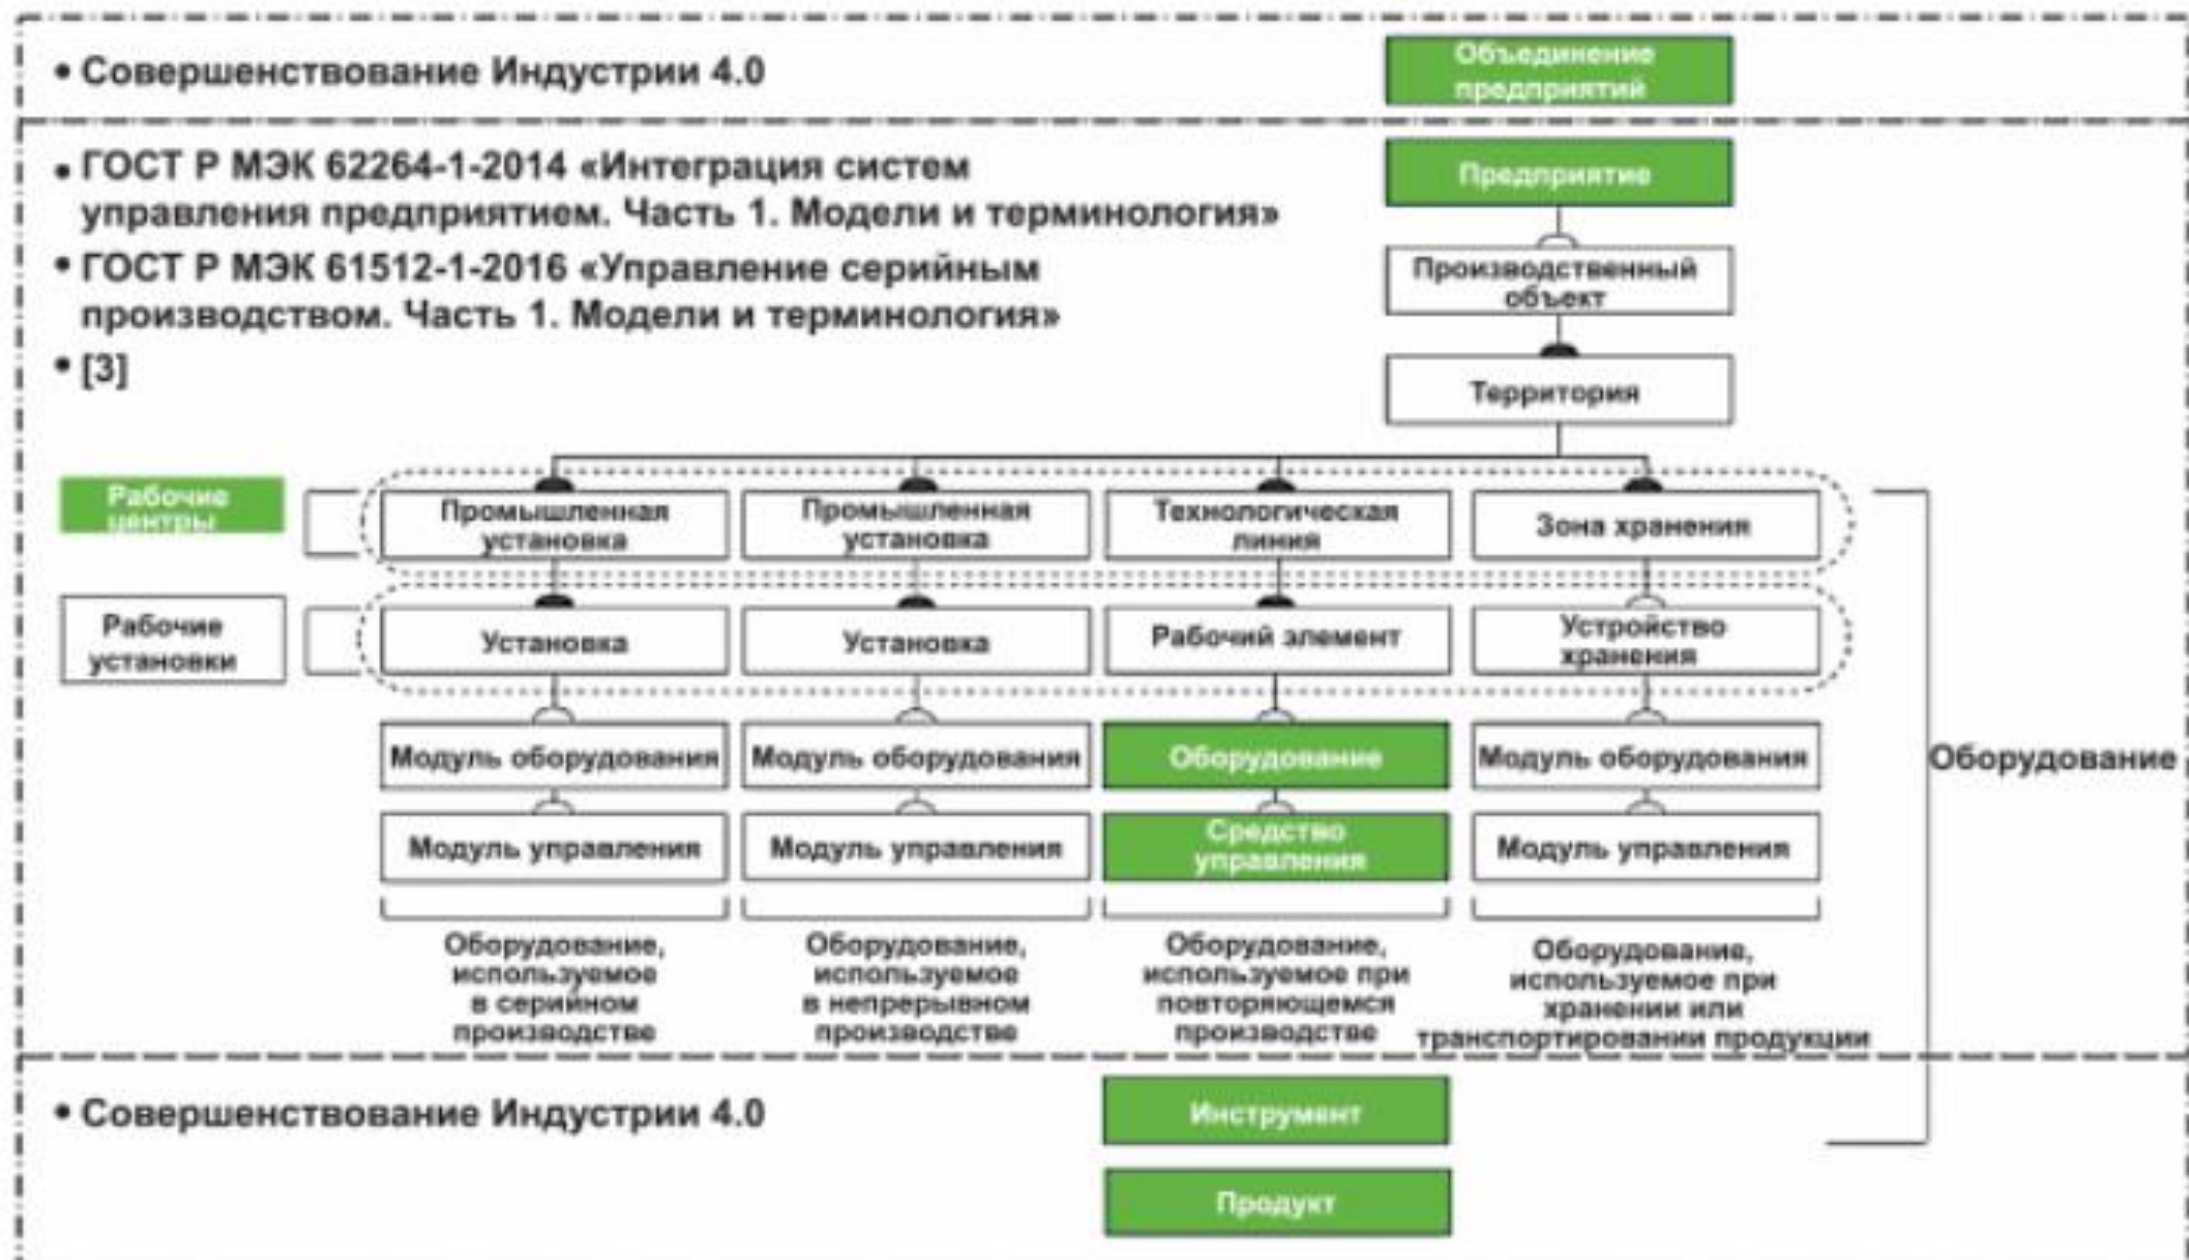 • Совершенствование Индустрии 4.0
Объединение
предприятий
• ГОСТ Р МЭК 62264-1-2014 «Интеграция систем
управления предприятием. Часть 1. Модели и терминология»
• ГОСТ Р МЭК 61512-1-2016 «Управление серийным
производством. Часть 1. Модели и терминология»
• [3]
Предприятие
Производственный
объект
Территория
Рабочие
центры
Промышленная
установка
Промышленная
установка
Технологическая
линия
Зона хранения
Рабочие
установки
Установка
Установка
Рабочий элемент
Устройство
хранения
Модуль оборудования
Модуль оборудования
Оборудование
Модуль оборудования
Оборудование
Модуль управления
Модуль управления
Средство
управления
Модуль управления
Оборудование,
используемое
в серийном
производстве
Оборудование,
используемое
в непрерывном
производстве
Оборудование,
используемое при
повторяющемся
производстве
Оборудование,
используемое при
хранении или
транспортировании продукции
• Совершенствование Индустрии 4.0
Инструмент
Продукт